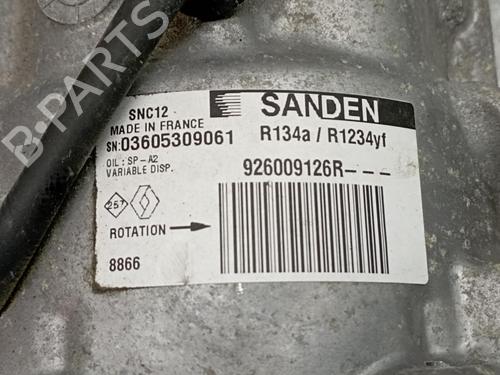 SNC12
SANDEN
MADE IN FRANCE
SN:03605309061
R134a / R1234yf
OIL: SP-A2
VARIABLE DISP.
926009126R---
257
ROTATION
8866
B-PARTS